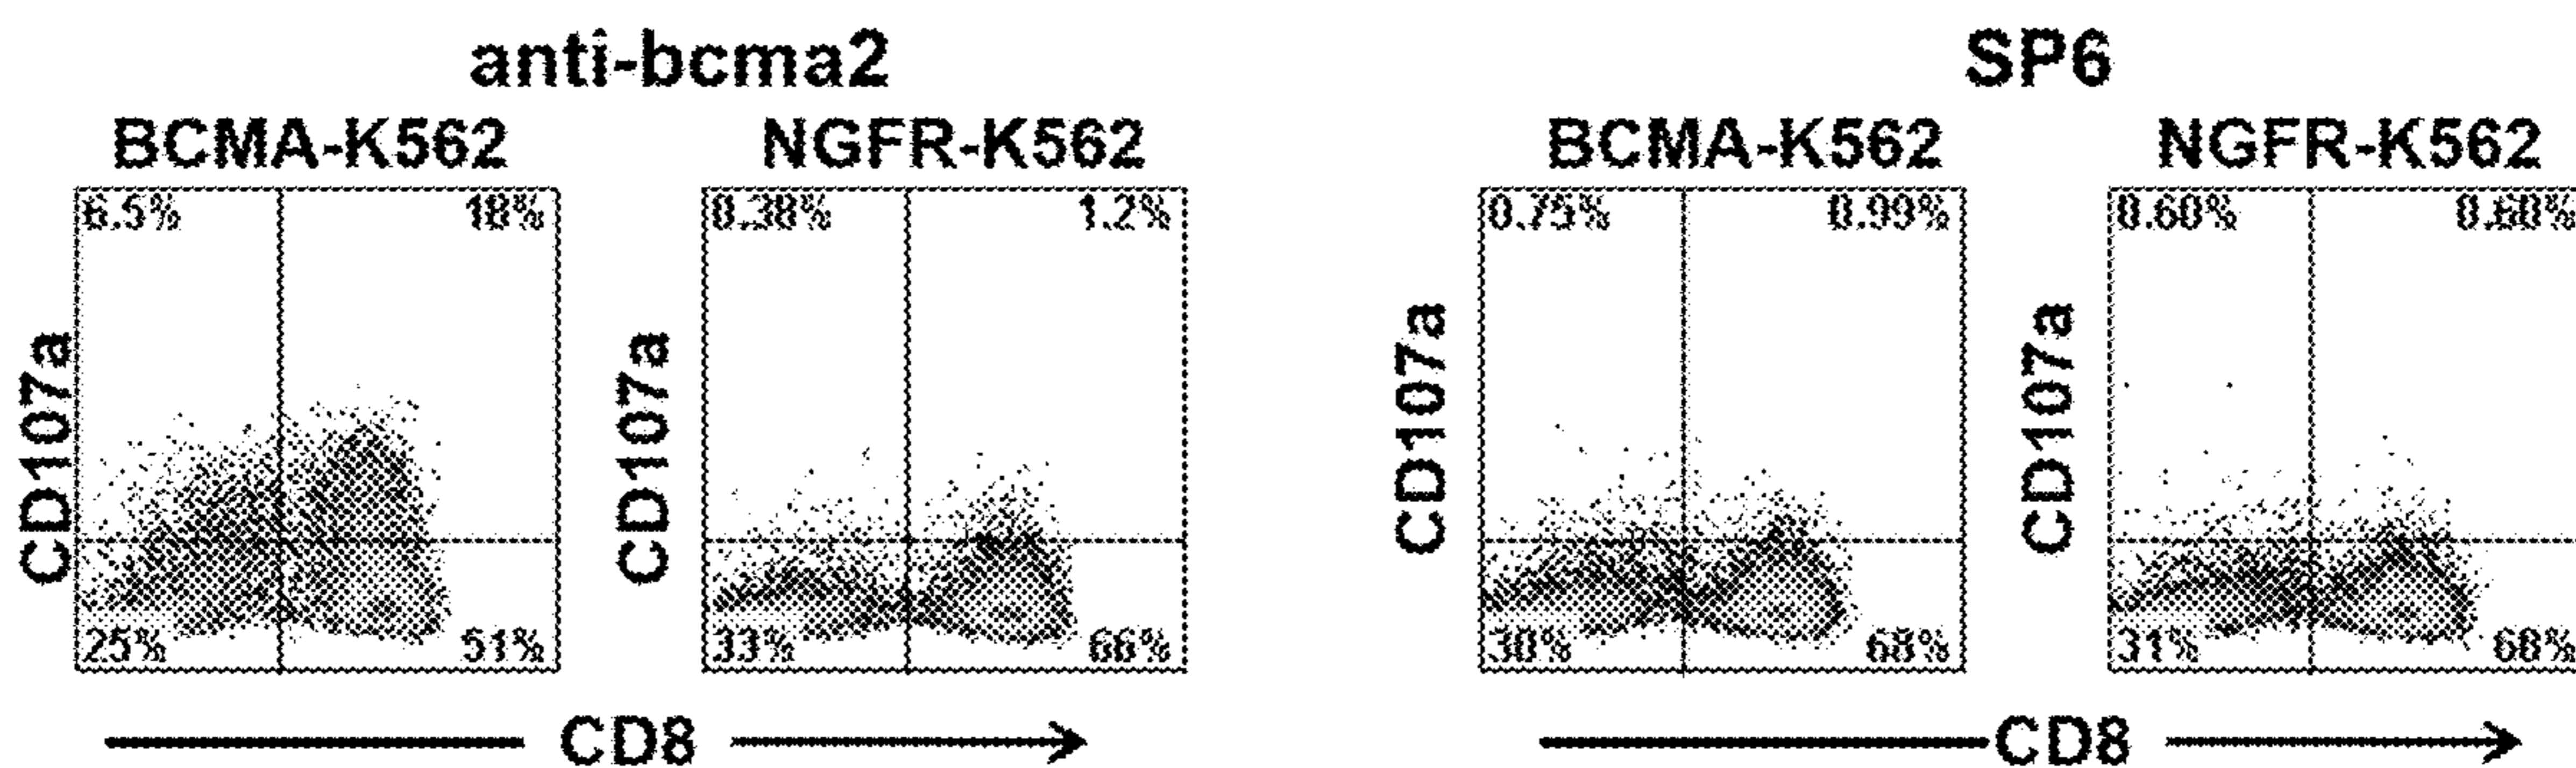 anti-bcma2 SP6
BCMA-K562 NGFR-K562 BCMA-K562 NGFR-K562
6.5% 18% 0.38% 1.2% 0.75% 0.99% 0.60% 0.60%
CD107a CD107a CD107a CD107a
25% 51% 33% 66% 30% 68% 31% 68%
CD8 CD8